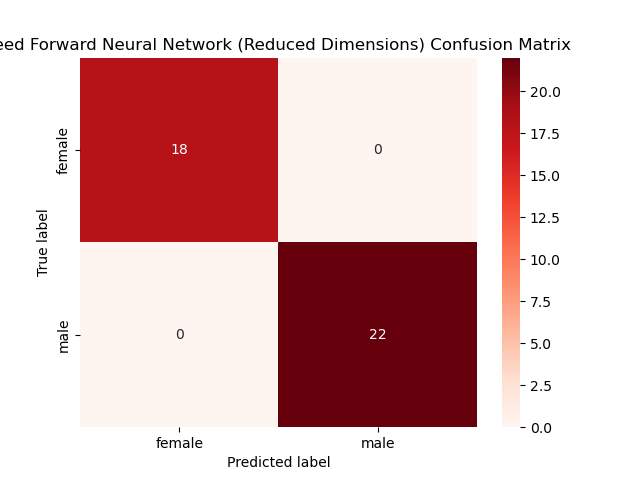 eed Forward Neural Network (Reduced Dimensions) Confusion Matrix
female
male
True label
18
0
0
22
female
male
Predicted label
20.0
17.5
15.0
12.5
10.0
7.5
5.0
2.5
0.0